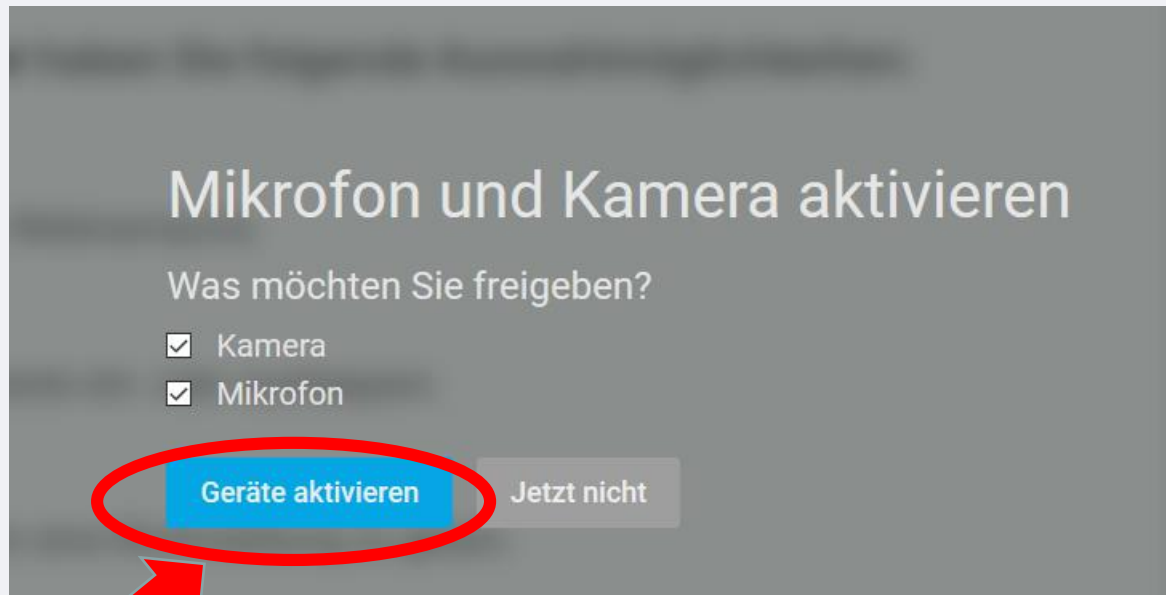 Mikrofon und Kamera aktivieren
Was möchten Sie freigeben?
Kamera
Mikrofon
Geräte aktivieren
Jetzt nicht